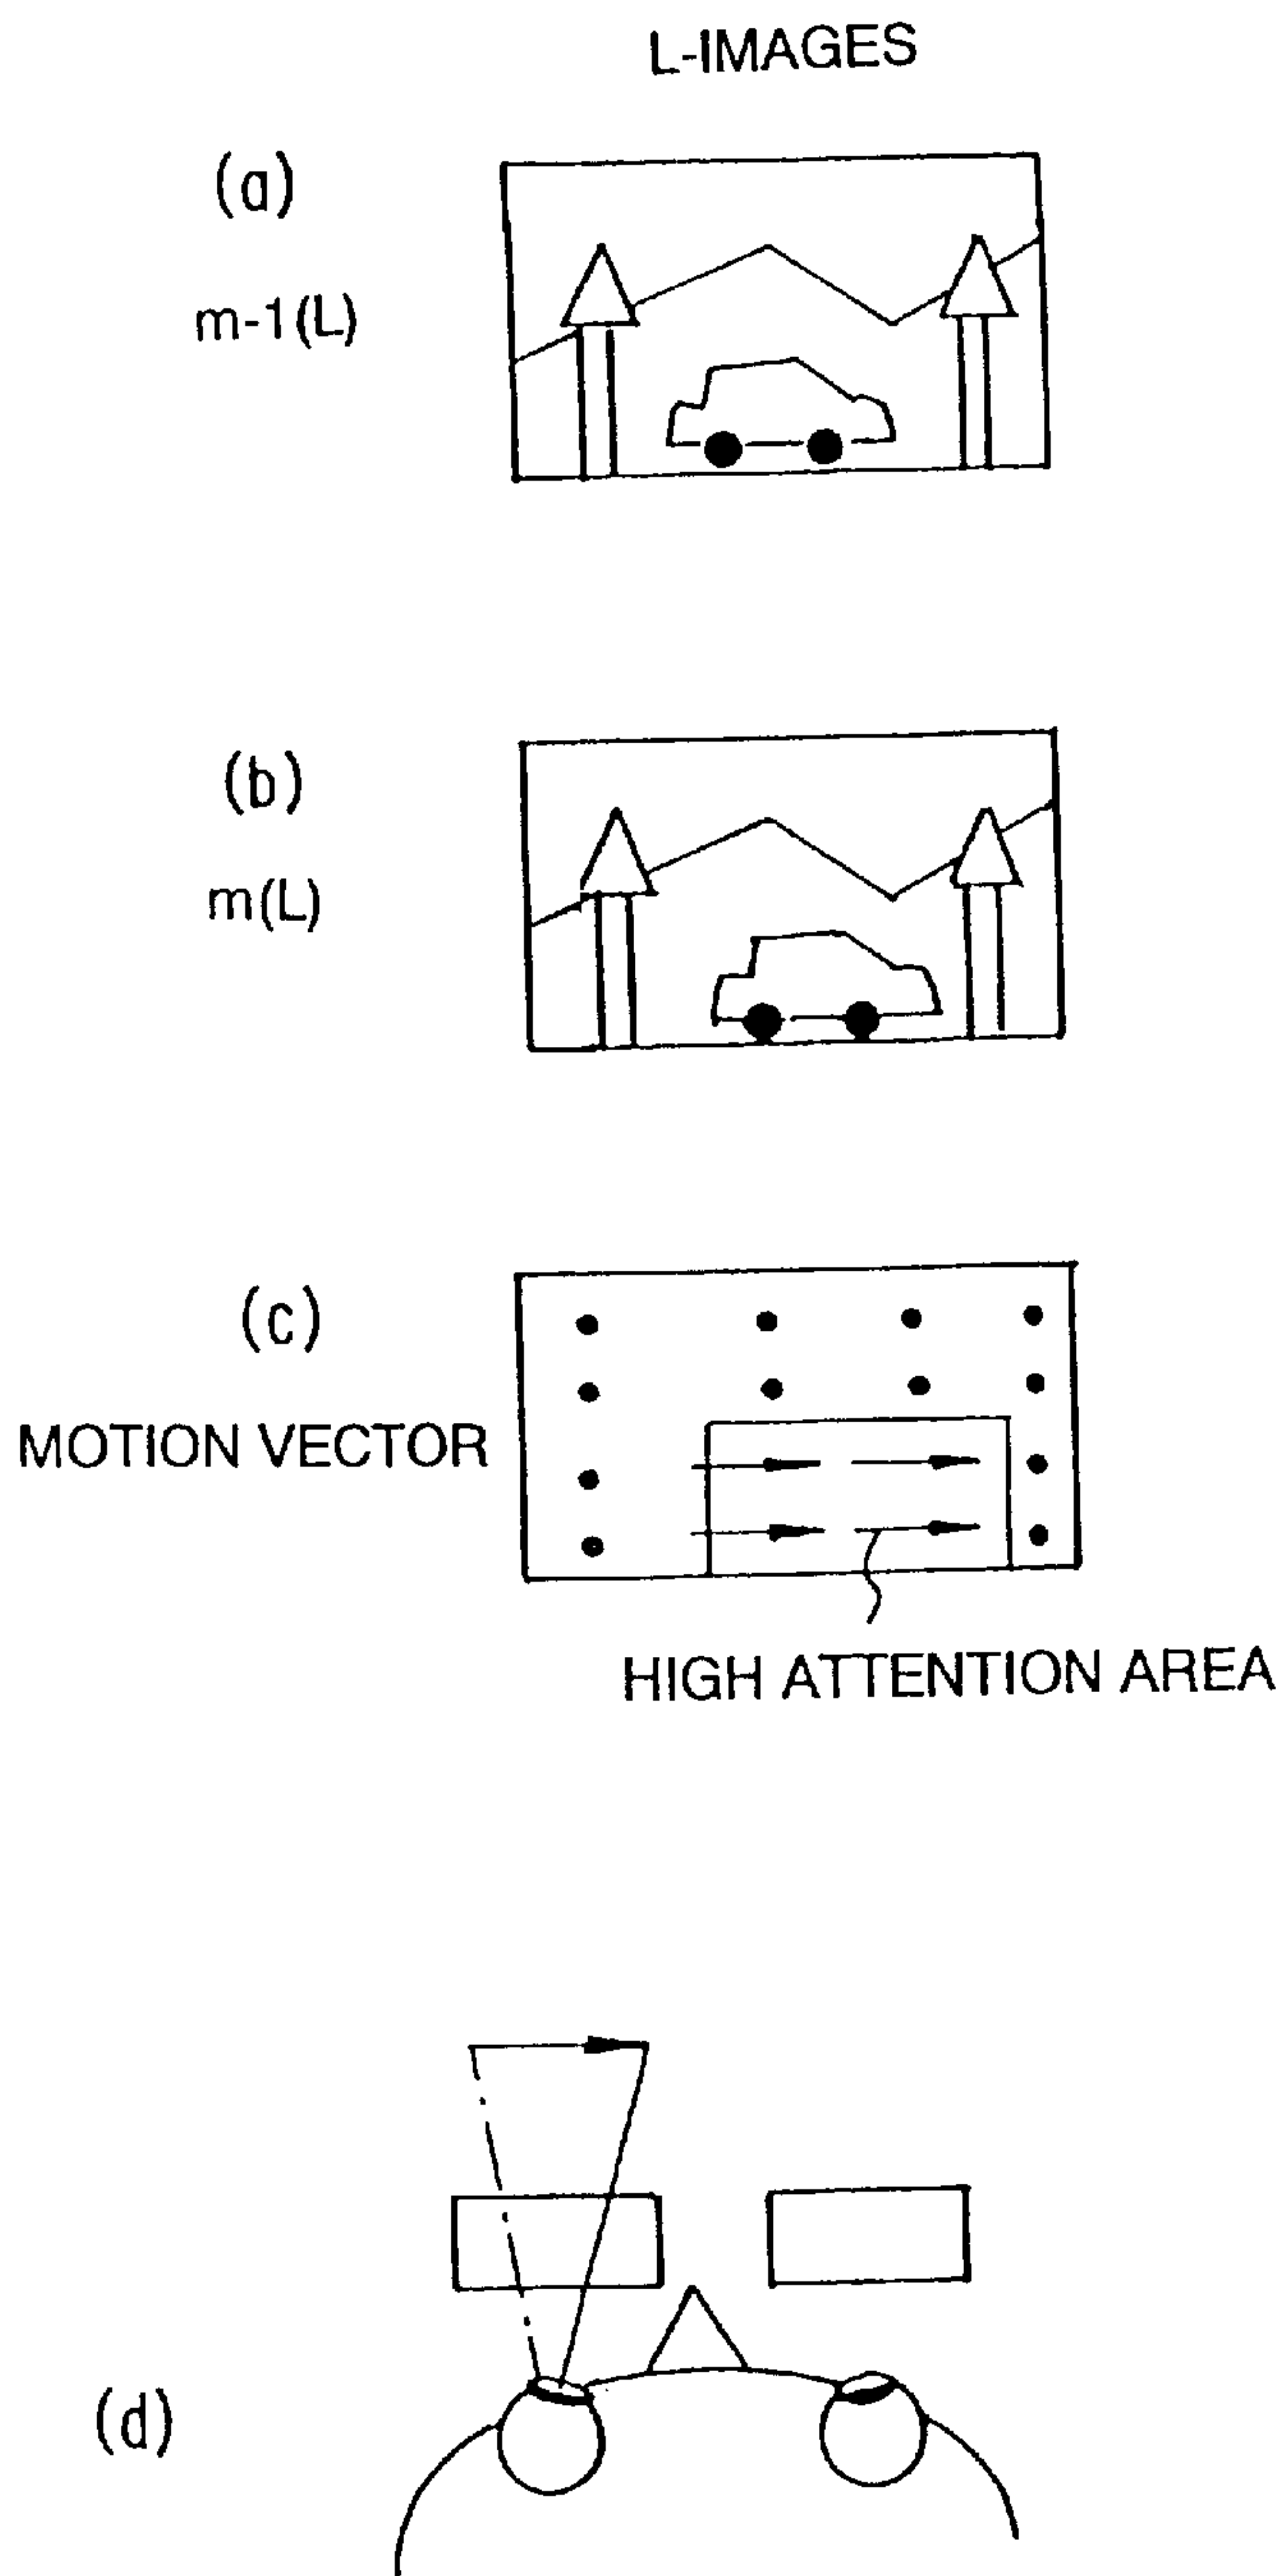 L-IMAGES
(a)
m-1(L)
(b)
m(L)
(c)
MOTION VECTOR
HIGH ATTENTION AREA
(d)